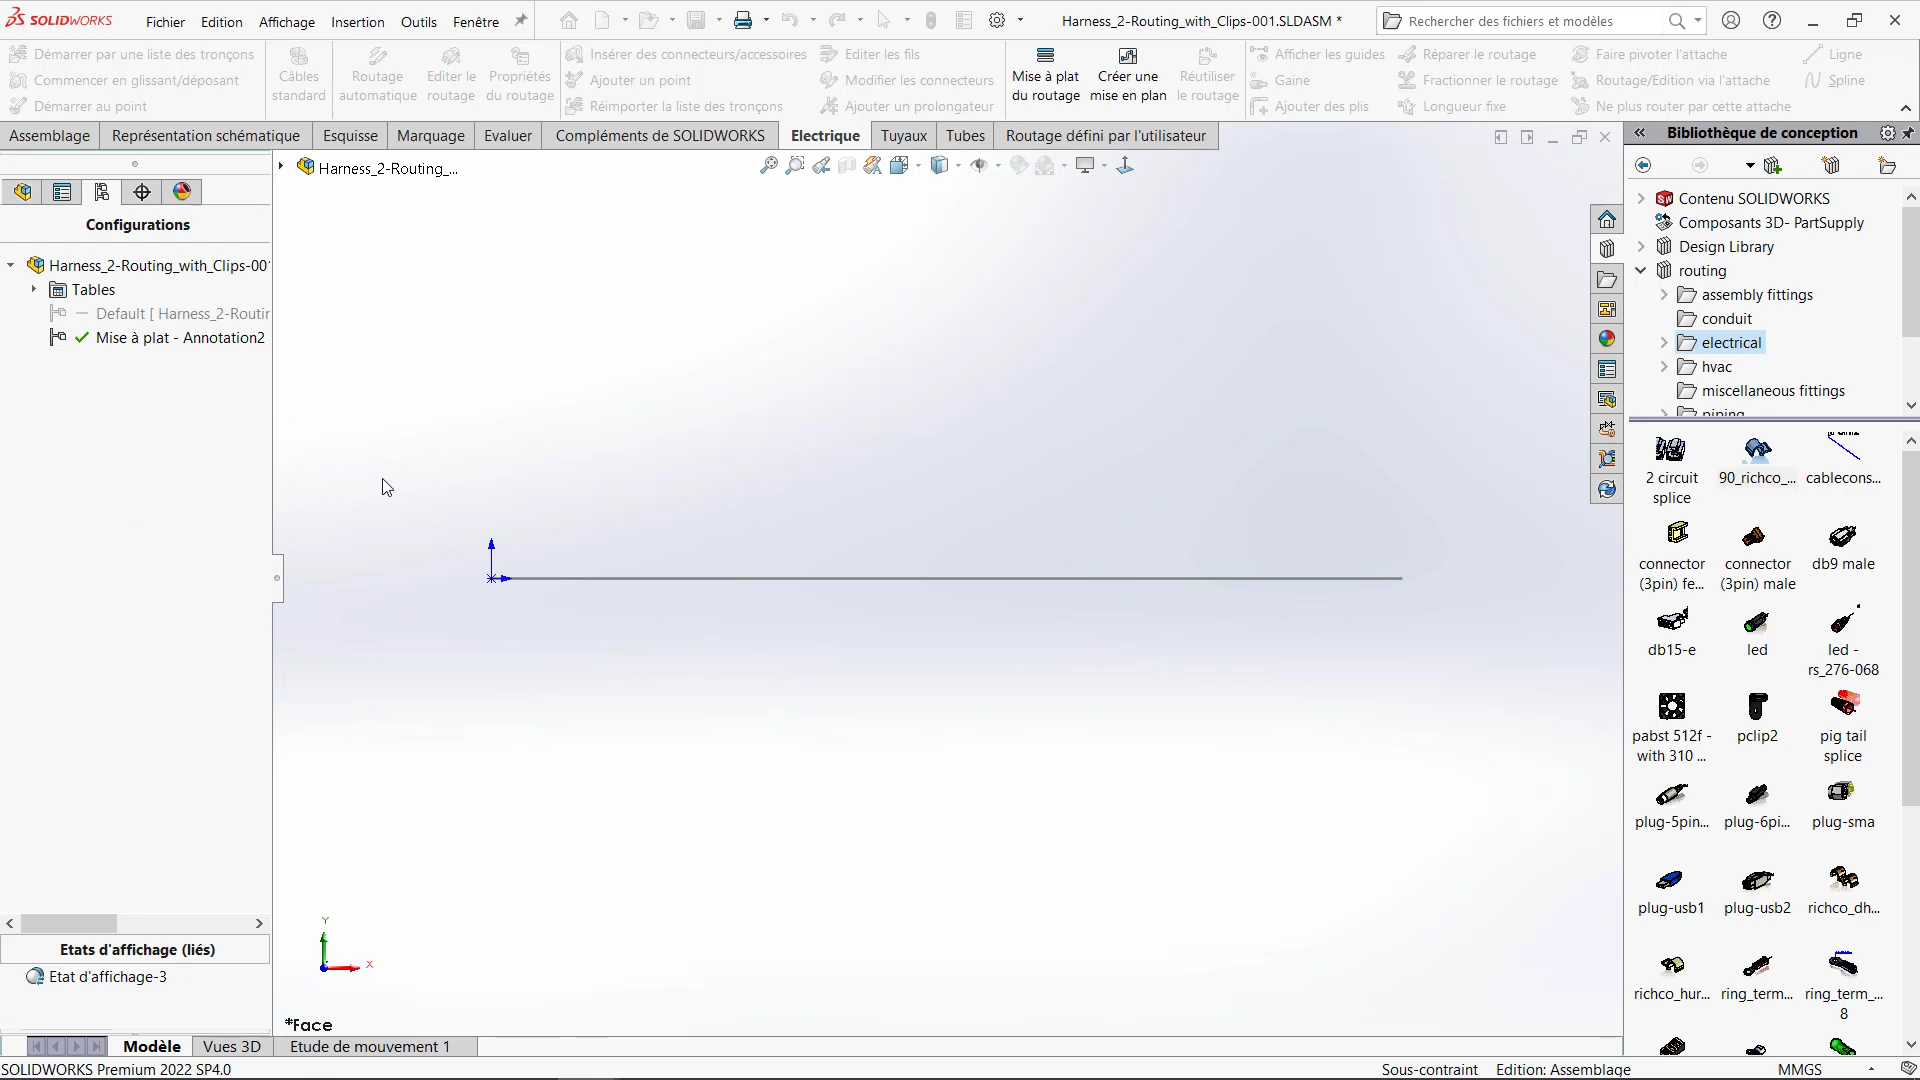 SOLIDWORKS
Fichier Edition Affichage Insertion Outils Fenêtre
Harness_2-Routing_with_Clips-001.SLDASM *
Rechercher des fichiers et modèles
Démarrer par une liste des tronçons
Commencer en glissant/déposant
Démarrer au point
Câbles
standard
Routage
automatique
Editer le
routage
Propriétés
du routage
Insérer des connecteurs/accessoires
Ajouter un point
Réimporter la liste des tronçons
Editer les fils
Modifier les connecteurs
Ajouter un prolongateur
Mise à plat
du routage
Créer une
mise en plan
Réutiliser
le routage
Afficher les guides
Gaine
Ajouter des plis
Réparer le routage
Fractionner le routage
Longueur fixe
Faire pivoter l'attache
Routage/Edition via l'attache
Ne plus router par cette attache
Ligne
Spline
Assemblage Représentation schématique Esquisse Marquage Evaluer Compléments de SOLIDWORKS Electrique Tuyaux Tubes Routage défini par l'utilisateur
Configurations
Harness_2-Routing_with_Clips-00
Tables
Default [ Harness_2-Routir
Mise à plat - Annotation2
Etats d'affichage (liés)
Etat d'affichage-3
Harness_2-Routing_...
Y
X
*Face
Bibliothèque de conception
Contenu SOLIDWORKS
Composants 3D- PartSupply
Design Library
routing
assembly fittings
conduit
electrical
hvac
miscellaneous fittings
piping
2 circuit
splice
90_richco_...
cablecons...
connector
(3pin) fe...
connector
(3pin) male
db9 male
db15-e
led
led -
rs_276-068
pabst 512f -
with 310 ...
pclip2
pig tail
splice
plug-5pin...
plug-6pi...
plug-sma
plug-usb1
plug-usb2
richco_dh...
richco_hur...
ring_term...
ring_term_...
8
Modèle Vues 3D Etude de mouvement 1
SOLIDWORKS Premium 2022 SP4.0
Sous-contraint Edition: Assemblage MMGS